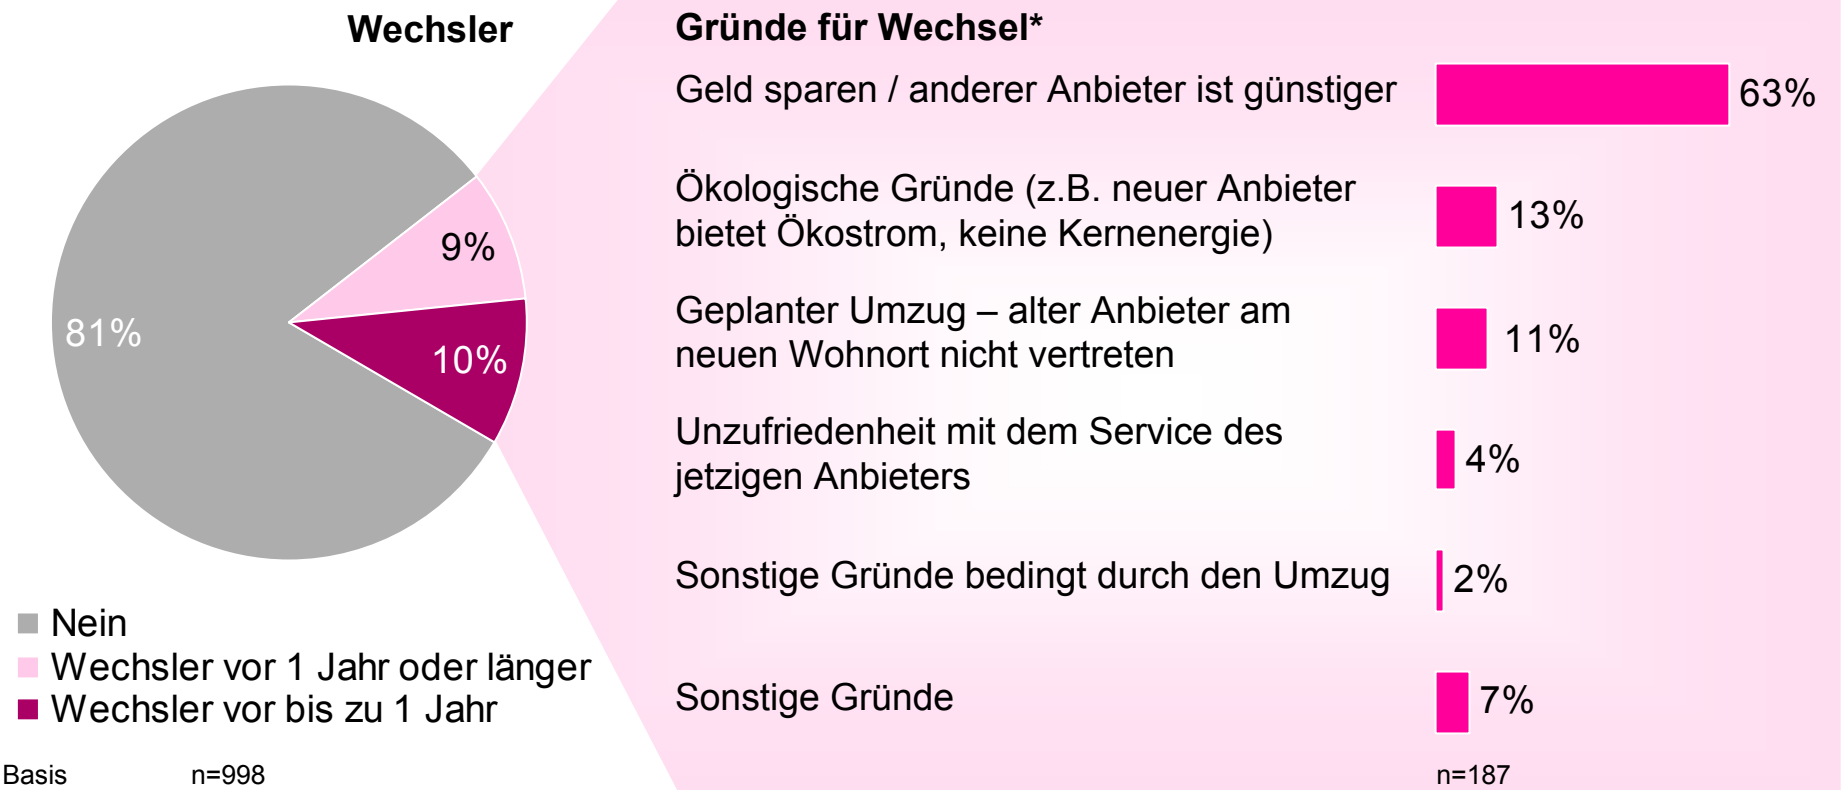 Wechsler
81%
9%
10%
Nein
Wechsler vor 1 Jahr oder länger
Wechsler vor bis zu 1 Jahr
Basis n=998
Gründe für Wechsel*
Geld sparen / anderer Anbieter ist günstiger 63%
Ökologische Gründe (z.B. neuer Anbieter
bietet Ökostrom, keine Kernenergie) 13%
Geplanter Umzug – alter Anbieter am
neuen Wohnort nicht vertreten 11%
Unzufriedenheit mit dem Service des
jetzigen Anbieters 4%
Sonstige Gründe bedingt durch den Umzug 2%
Sonstige Gründe 7%
n=187